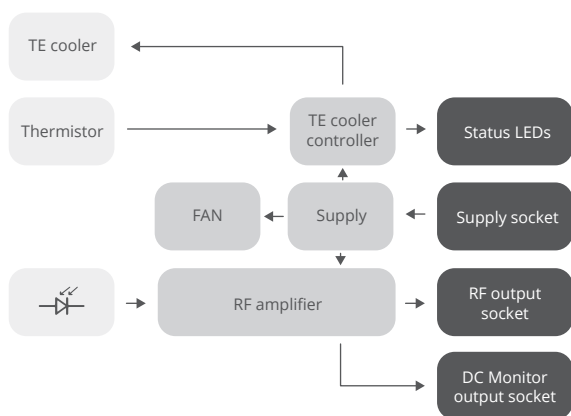 TE cooler
Thermistor
TE cooler
controller
Status LEDs
FAN
Supply
Supply socket
RF amplifier
RF output
socket
DC Monitor
output socket